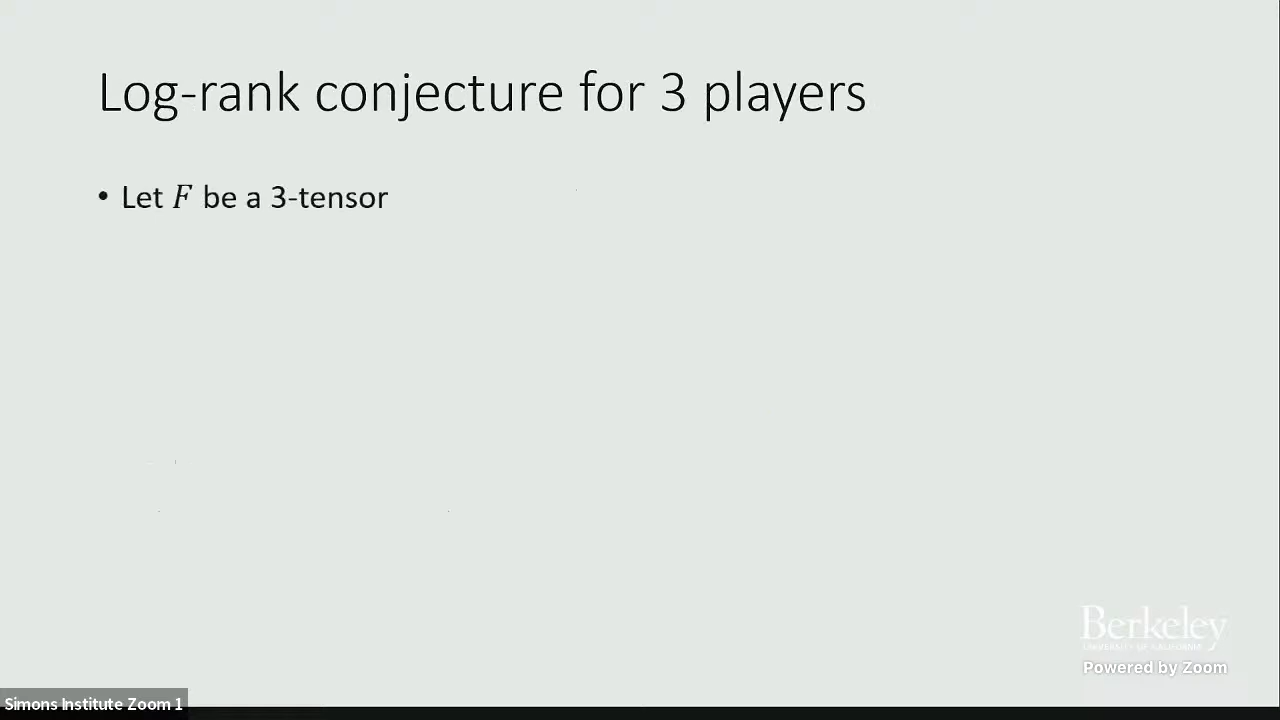 Log-rank conjecture for 3 players
• Let F be a 3-tensor
Berkeley
UNIVERSITY OF CALIFORNIA
Powered by Zoom
Simons Institute Zoom 1